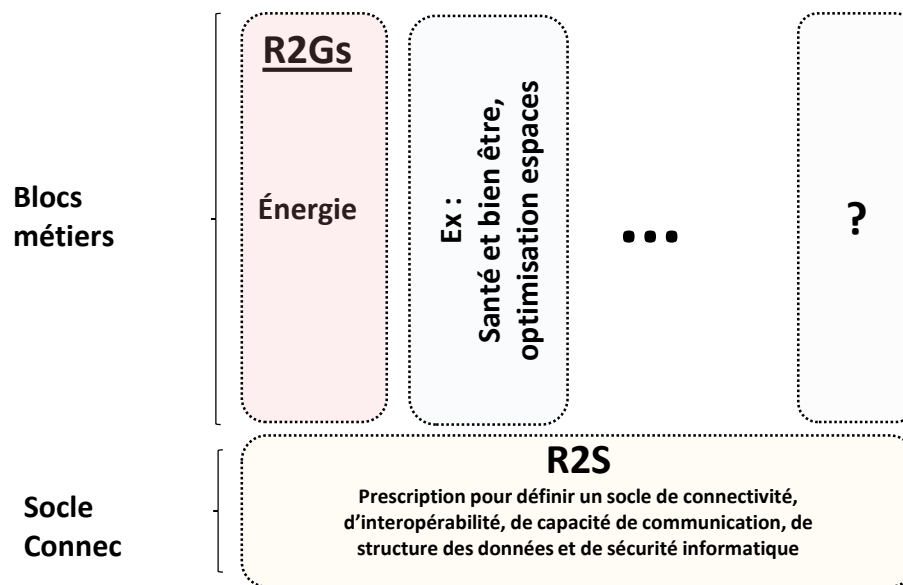 R2Gs
Énergie
Ex :
Santé et bien être,
optimisation espaces
...
?
Blocs
métiers
R2S
Prescription pour définir un socle de connectivité,
d'interopérabilité, de capacité de communication, de
structure des données et de sécurité informatique
Socle
Connec